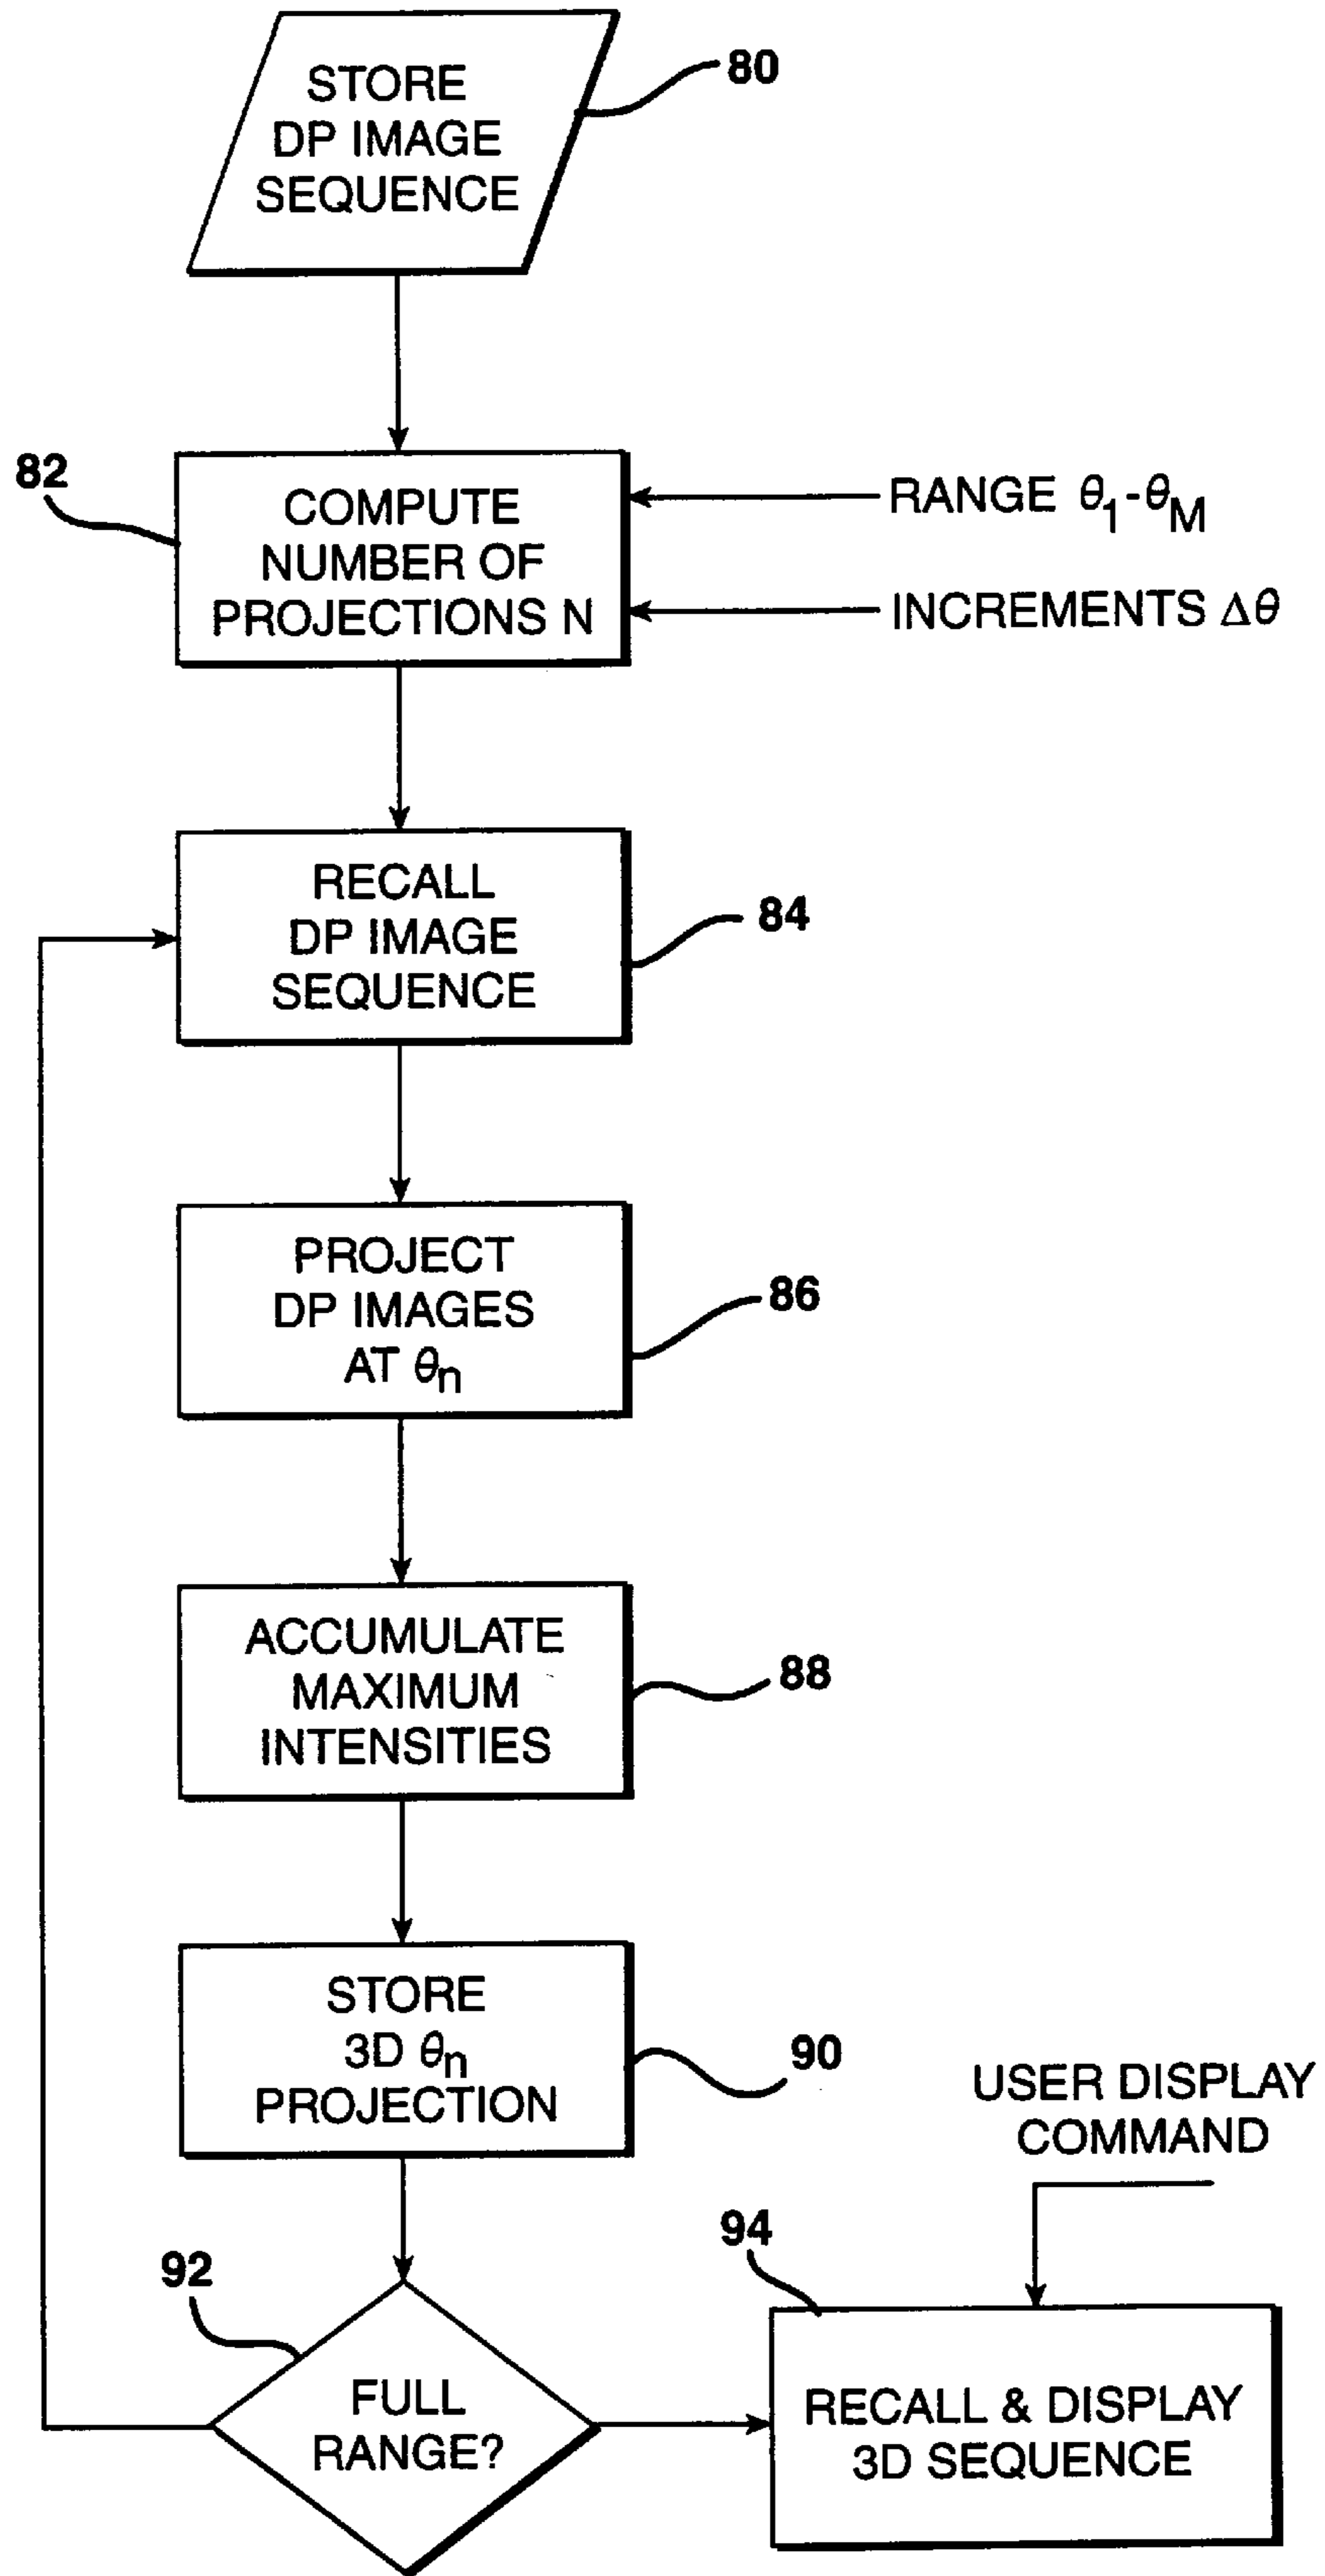 STORE
DP IMAGE
SEQUENCE
80
82
COMPUTE
NUMBER OF
PROJECTIONS N
RANGE θ1-θM
INCREMENTS Δθ
RECALL
DP IMAGE
SEQUENCE
84
PROJECT
DP IMAGES
AT θn
86
ACCUMULATE
MAXIMUM
INTENSITIES
88
STORE
3D θn
PROJECTION
90
USER DISPLAY
COMMAND
92
FULL
RANGE?
94
RECALL & DISPLAY
3D SEQUENCE